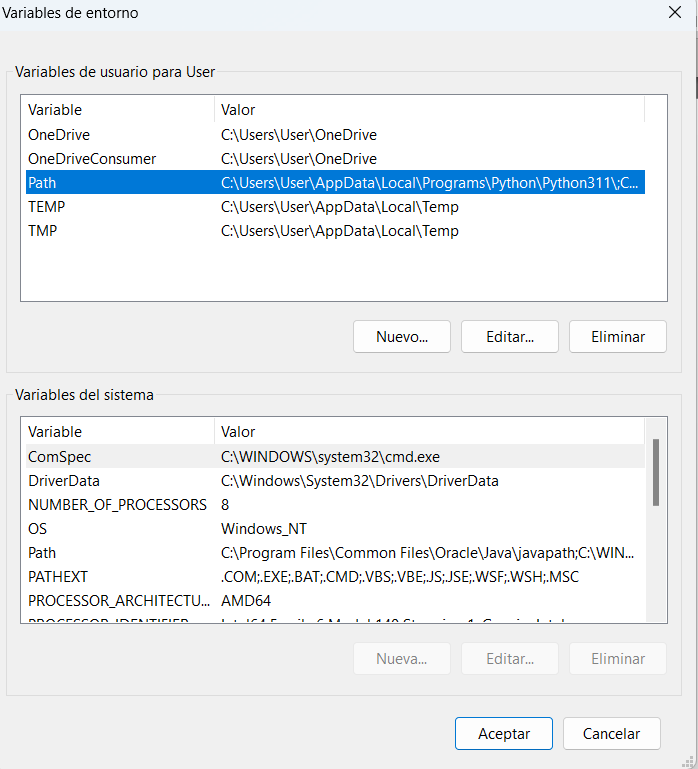 Variables de entorno
Variables de usuario para User
Variable Valor
OneDrive C:\Users\User\OneDrive
OneDriveConsumer C:\Users\User\OneDrive
Path C:\Users\User\AppData\Local\Programs\Python\Python311\;C...
TEMP C:\Users\User\AppData\Local\Temp
TMP C:\Users\User\AppData\Local\Temp
Nuevo... Editar... Eliminar
Variables del sistema
Variable Valor
ComSpec C:\WINDOWS\system32\cmd.exe
DriverData C:\Windows\System32\Drivers\DriverData
NUMBER_OF_PROCESSORS 8
OS Windows_NT
Path C:\Program Files\Common Files\Oracle\Java\javapath;C:\WIN...
PATHEXT .COM;.EXE;.BAT;.CMD;.VBS;.VBE;.JS;.JSE;.WSF;.WSH;.MSC
PROCESSOR_ARCHITECTU... AMD64
Nueva... Editar... Eliminar
Aceptar Cancelar